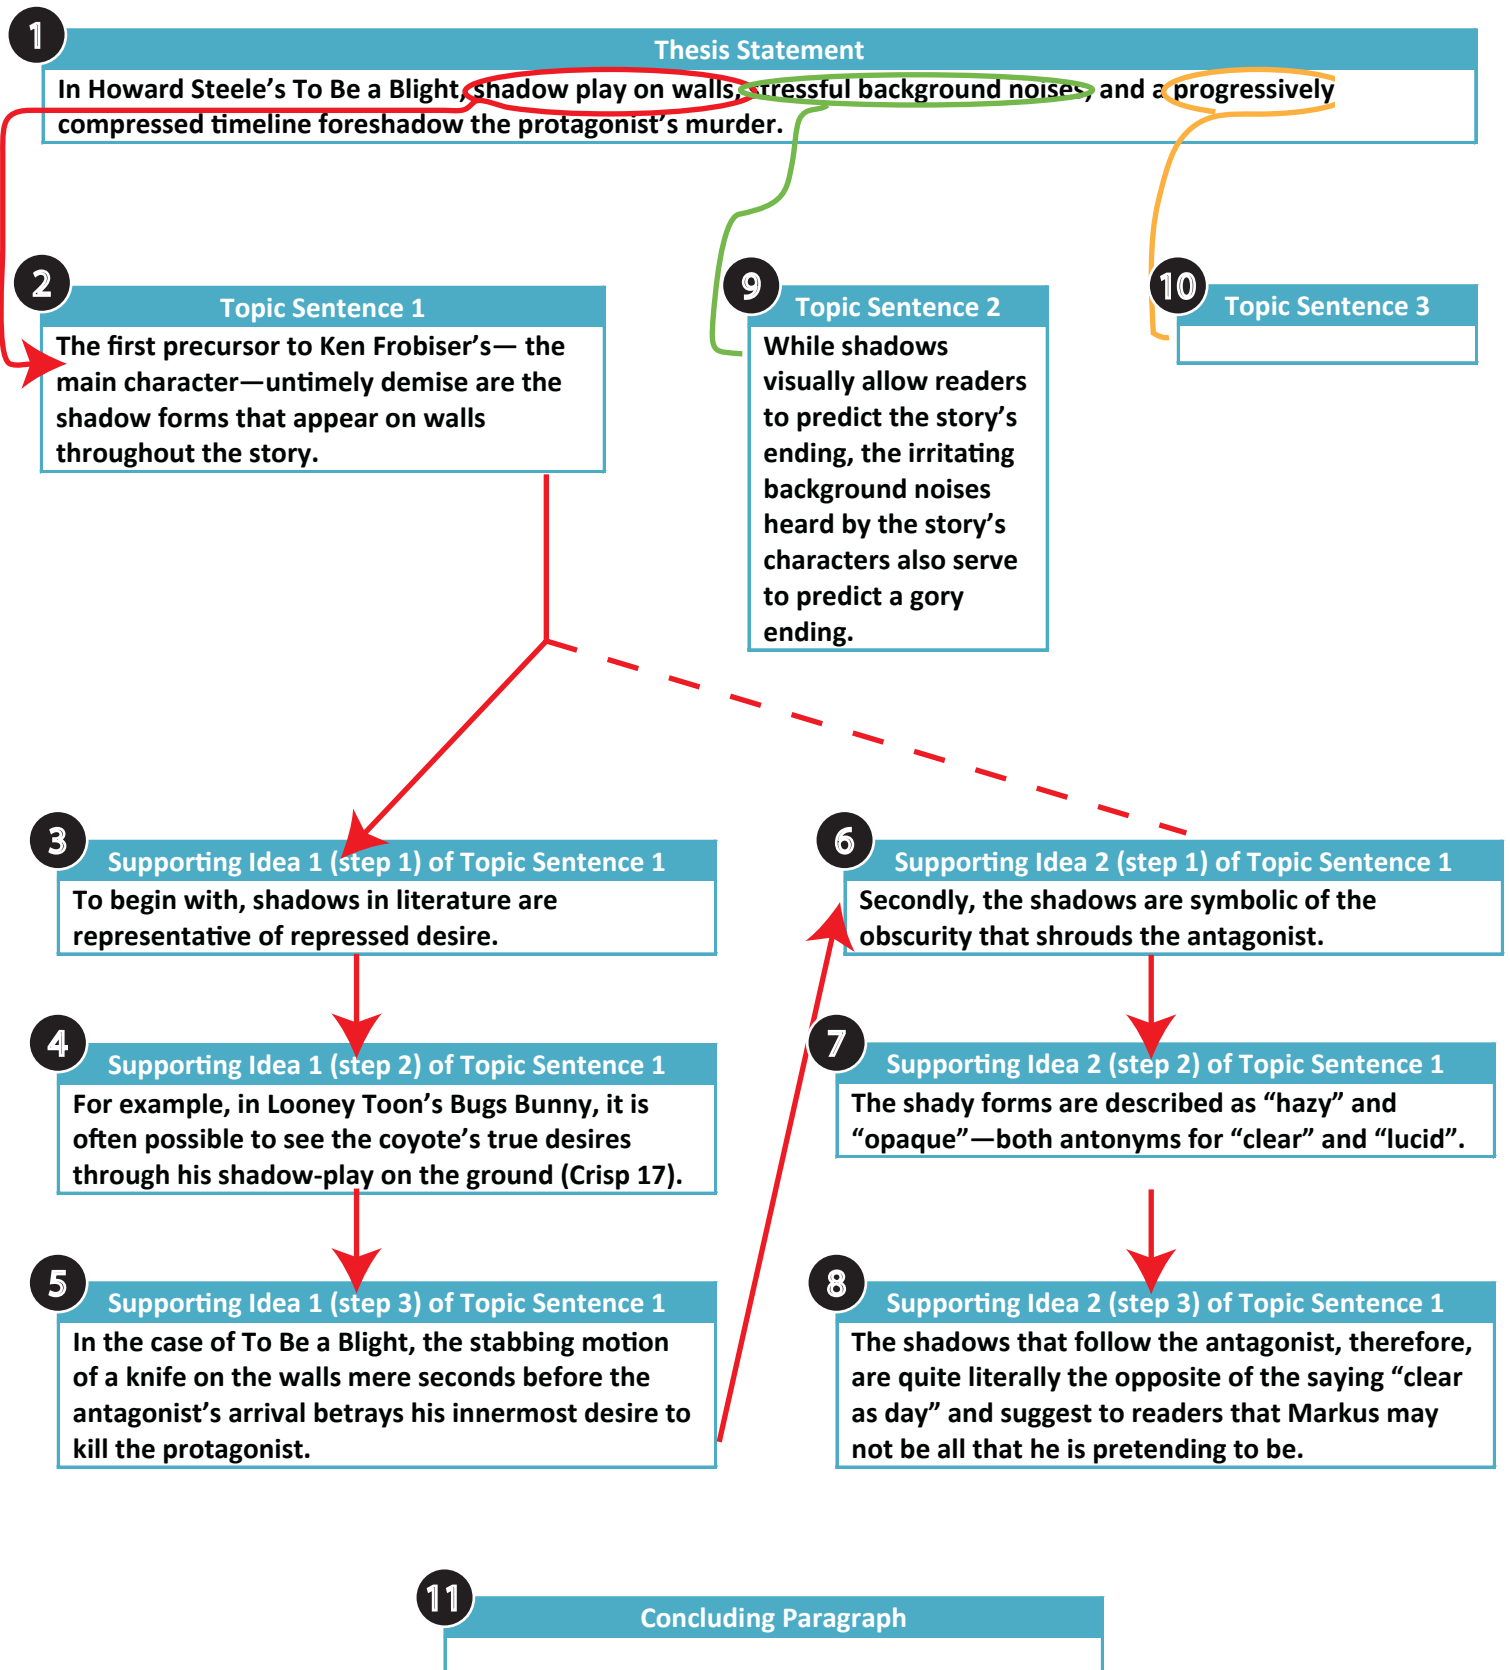 1
Thesis Statement
In Howard Steele’s To Be a Blight, shadow play on walls, stressful background noises, and a progressively
compressed timeline foreshadow the protagonist’s murder.
2
Topic Sentence 1
The first precursor to Ken Frobiser’s— the
main character—untimely demise are the
shadow forms that appear on walls
throughout the story.
9
Topic Sentence 2
While shadows
visually allow readers
to predict the story’s
ending, the irritating
background noises
heard by the story’s
characters also serve
to predict a gory
ending.
10
Topic Sentence 3
3
Supporting Idea 1 (step 1) of Topic Sentence 1
To begin with, shadows in literature are
representative of repressed desire.
4
Supporting Idea 1 (step 2) of Topic Sentence 1
For example, in Looney Toon’s Bugs Bunny, it is
often possible to see the coyote’s true desires
through his shadow-play on the ground (Crisp 17).
5
Supporting Idea 1 (step 3) of Topic Sentence 1
In the case of To Be a Blight, the stabbing motion
of a knife on the walls mere seconds before the
antagonist’s arrival betrays his innermost desire to
kill the protagonist.
6
Supporting Idea 2 (step 1) of Topic Sentence 1
Secondly, the shadows are symbolic of the
obscurity that shrouds the antagonist.
7
Supporting Idea 2 (step 2) of Topic Sentence 1
The shady forms are described as “hazy” and
“opaque”—both antonyms for “clear” and “lucid”.
8
Supporting Idea 2 (step 3) of Topic Sentence 1
The shadows that follow the antagonist, therefore,
are quite literally the opposite of the saying “clear
as day” and suggest to readers that Markus may
not be all that he is pretending to be.
11
Concluding Paragraph